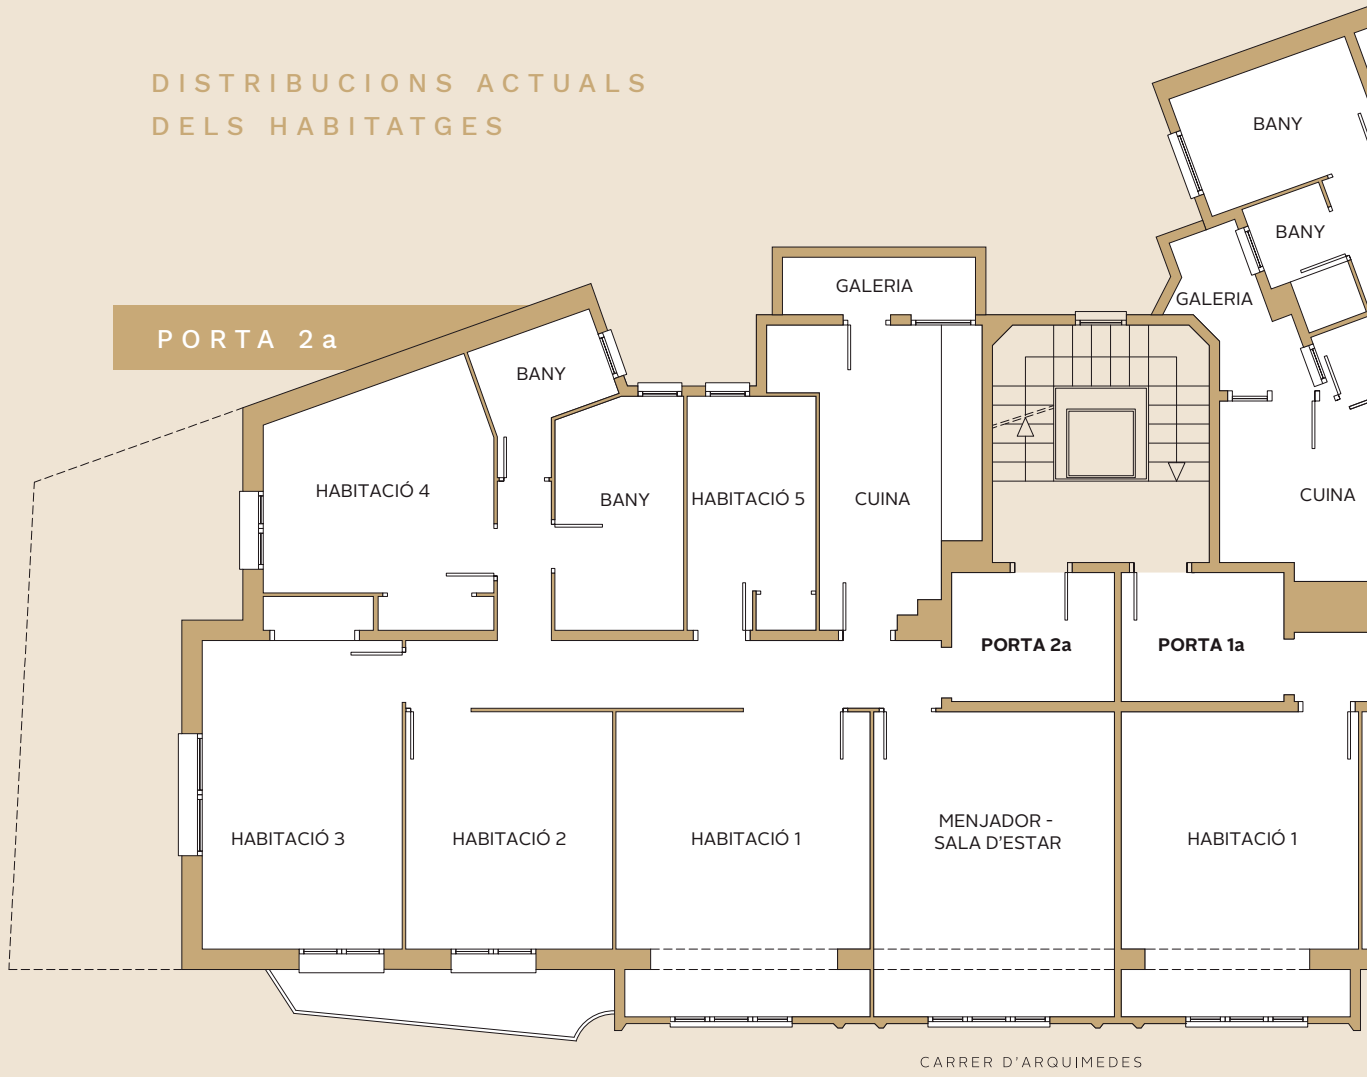 DISTRIBUCIONS ACTUALS
DELS HABITATGES
PORTA 2a
BANY
BANY
GALERIA
GALERIA
BANY
HABITACIÓ 4
BANY
HABITACIÓ 5
CUINA
CUINA
PORTA 2a
PORTA 1a
HABITACIÓ 3
HABITACIÓ 2
HABITACIÓ 1
MENJADOR -
SALA D'ESTAR
HABITACIÓ 1
CARRER D'ARQUIMEDES